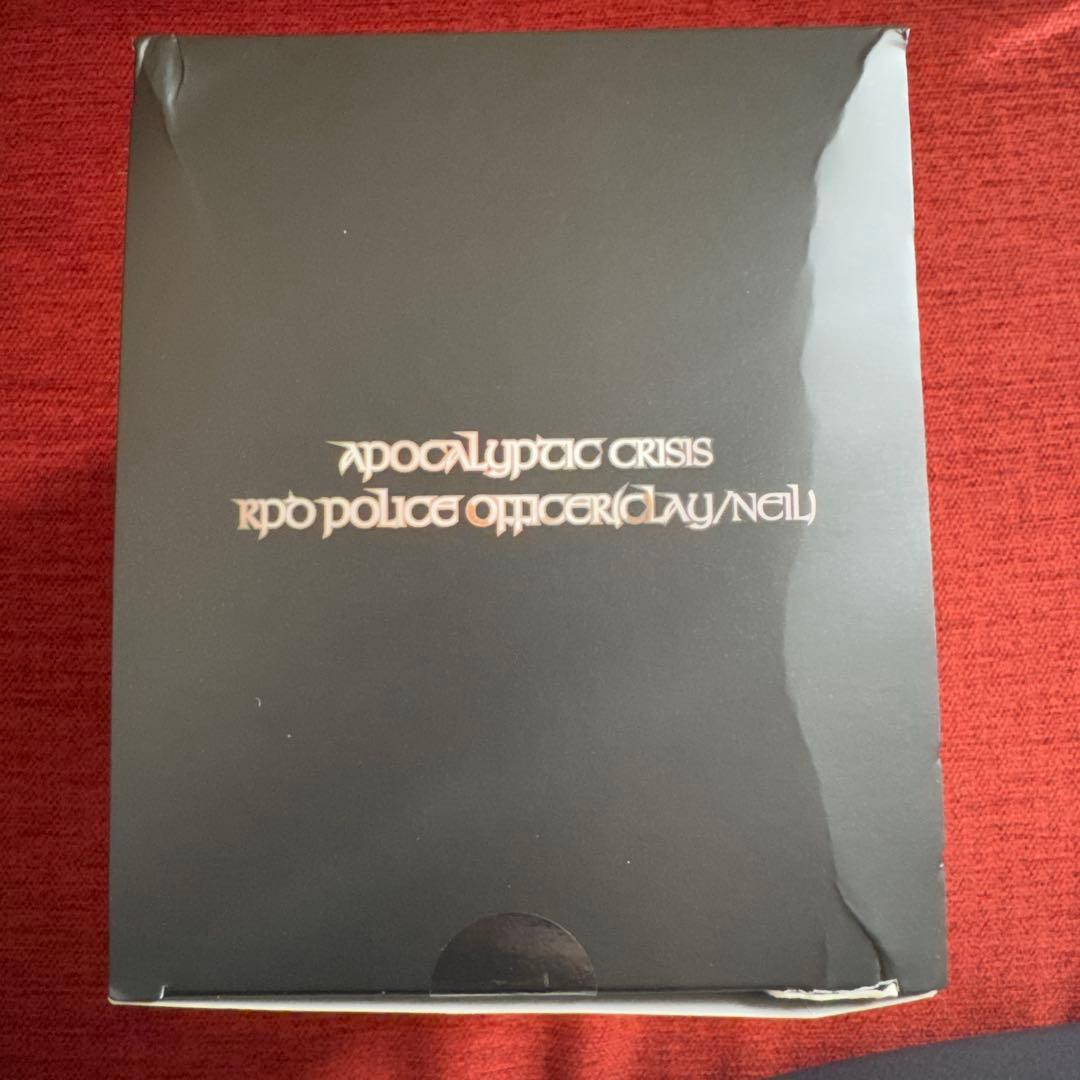 APOCALYPTIC CRISIS
RPD POLICE OFFICER(CLAY/NEIL)